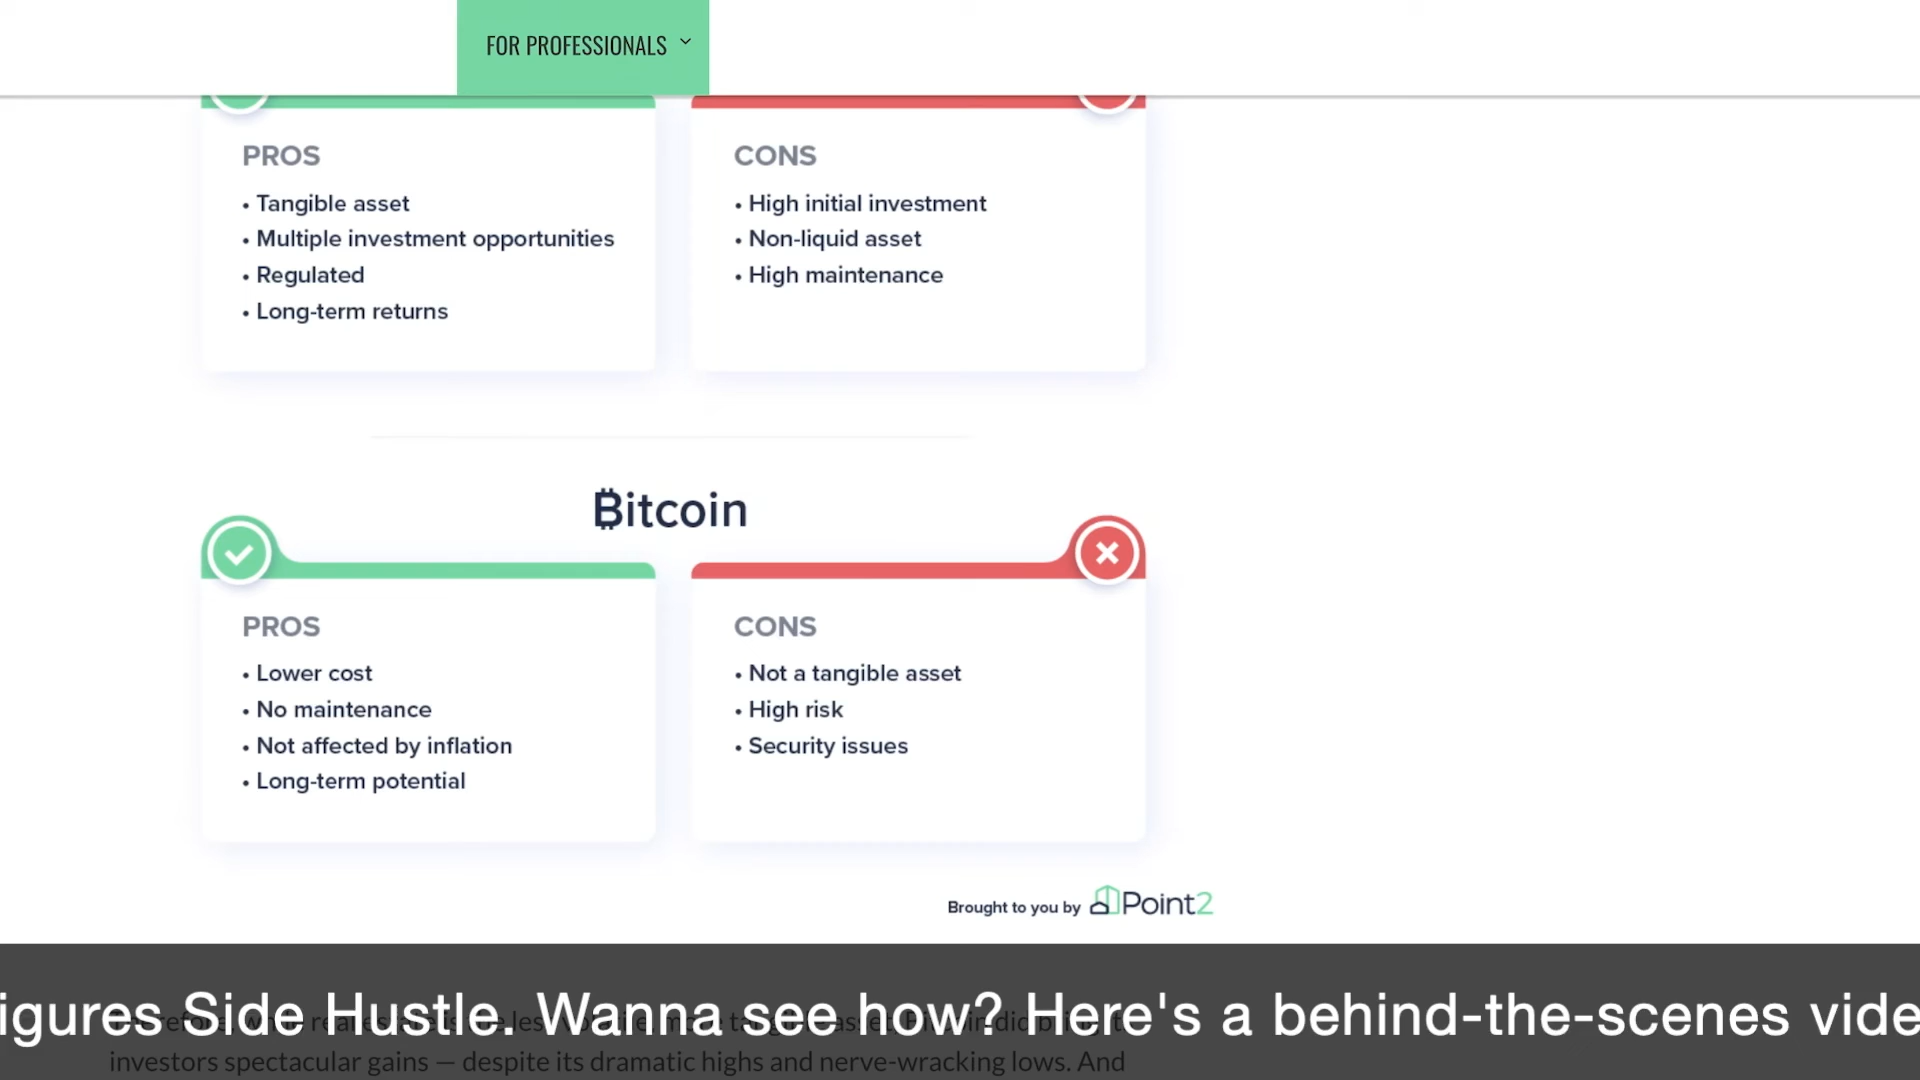 FOR PROFESSIONALS
PROS
• Tangible asset
• Multiple investment opportunities
• Regulated
• Long-term returns
CONS
• High initial investment
• Non-liquid asset
• High maintenance
₿itcoin
PROS
• Lower cost
• No maintenance
• Not affected by inflation
• Long-term potential
CONS
• Not a tangible asset
• High risk
• Security issues
Brought to you by Point2
igures Side Hustle. Wanna see how? Here's a behind-the-scenes vide
investors spectacular gains — despite its dramatic highs and nerve-wracking lows. And